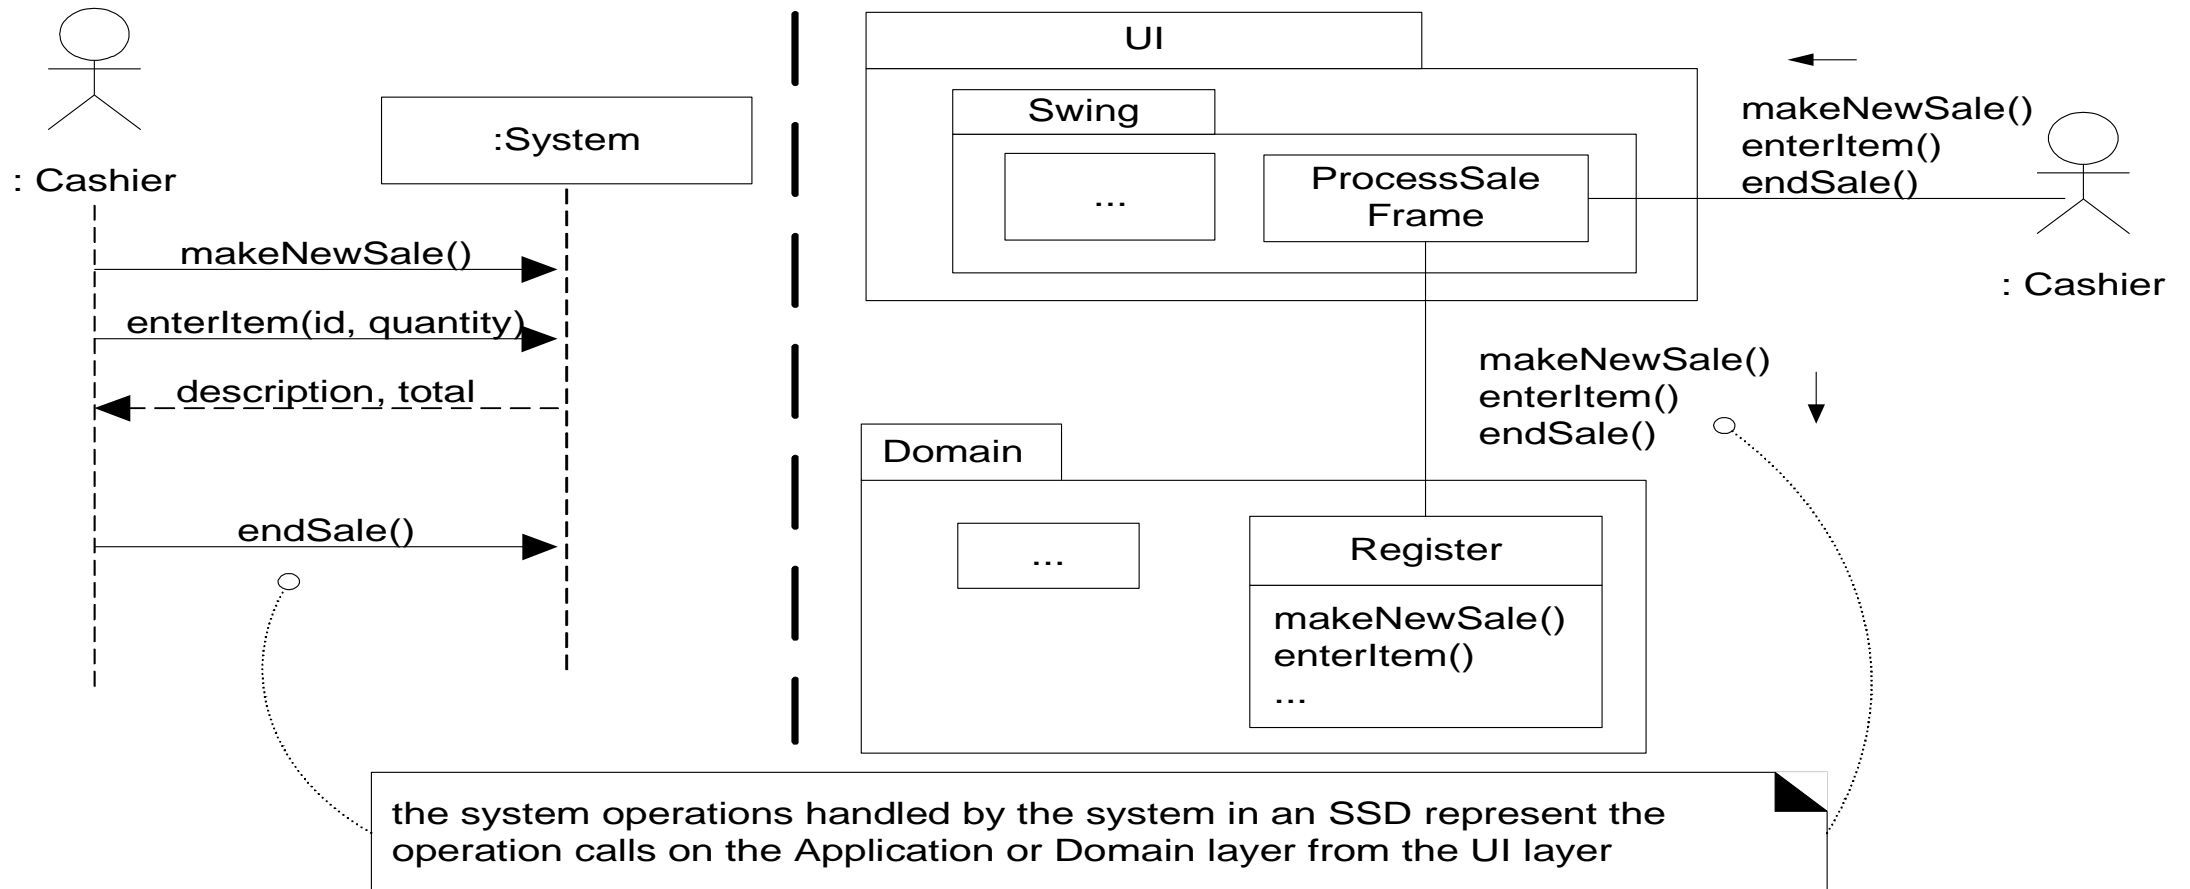 : Cashier
:System
makeNewSale()
enterItem(id, quantity)
description, total
endSale()
UI
Swing
...
ProcessSale
Frame
makeNewSale()
enterItem()
endSale()
: Cashier
makeNewSale()
enterItem()
endSale()
Domain
...
Register
makeNewSale()
enterItem()
...
the system operations handled by the system in an SSD represent the
operation calls on the Application or Domain layer from the UI layer